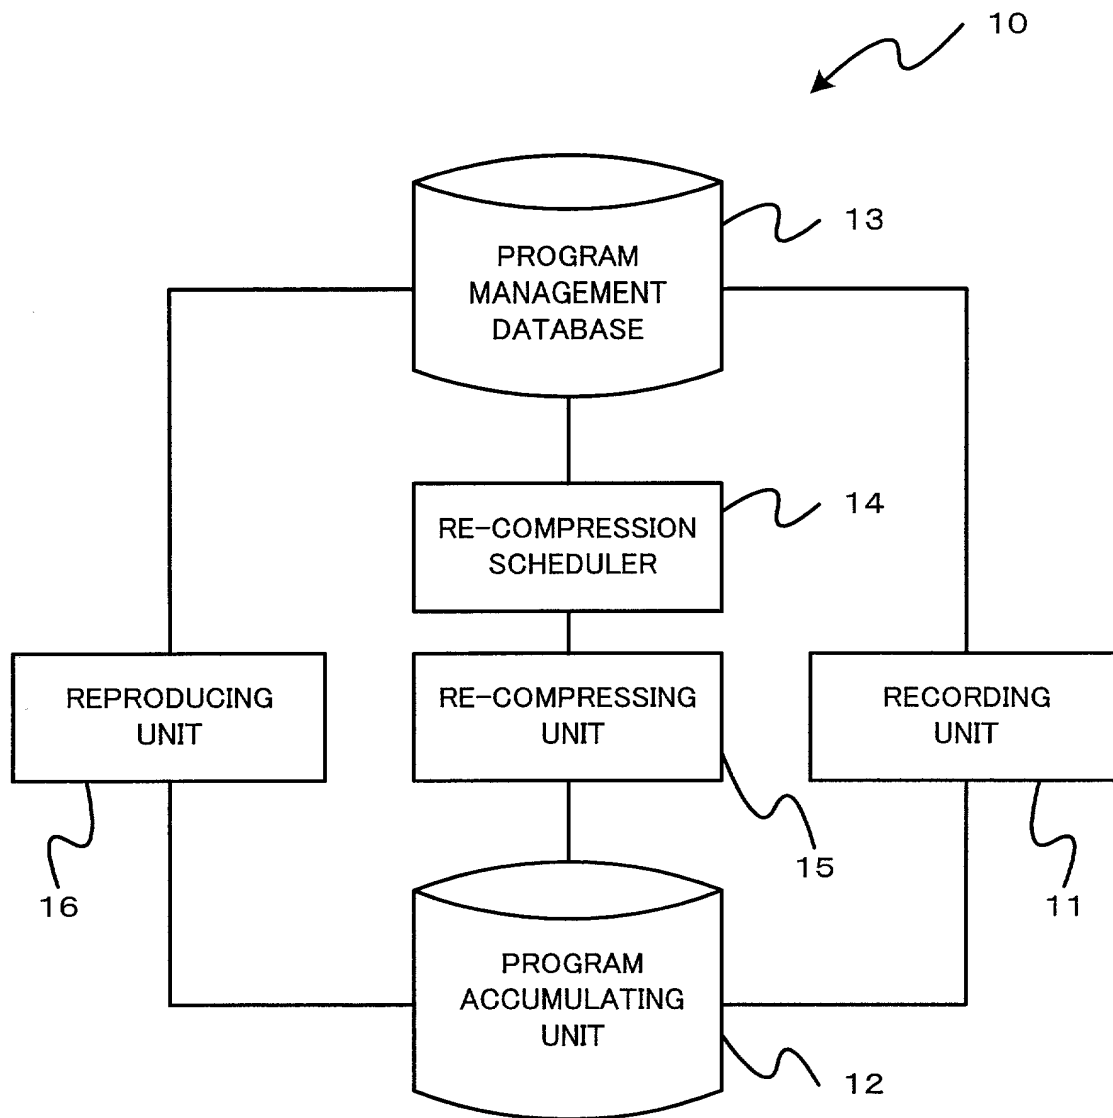 10
13
PROGRAM
MANAGEMENT
DATABASE
14
RE-COMPRESSION
SCHEDULER
REPRODUCING
UNIT
RE-COMPRESSING
UNIT
RECORDING
UNIT
15
16
11
PROGRAM
ACCUMULATING
UNIT
12